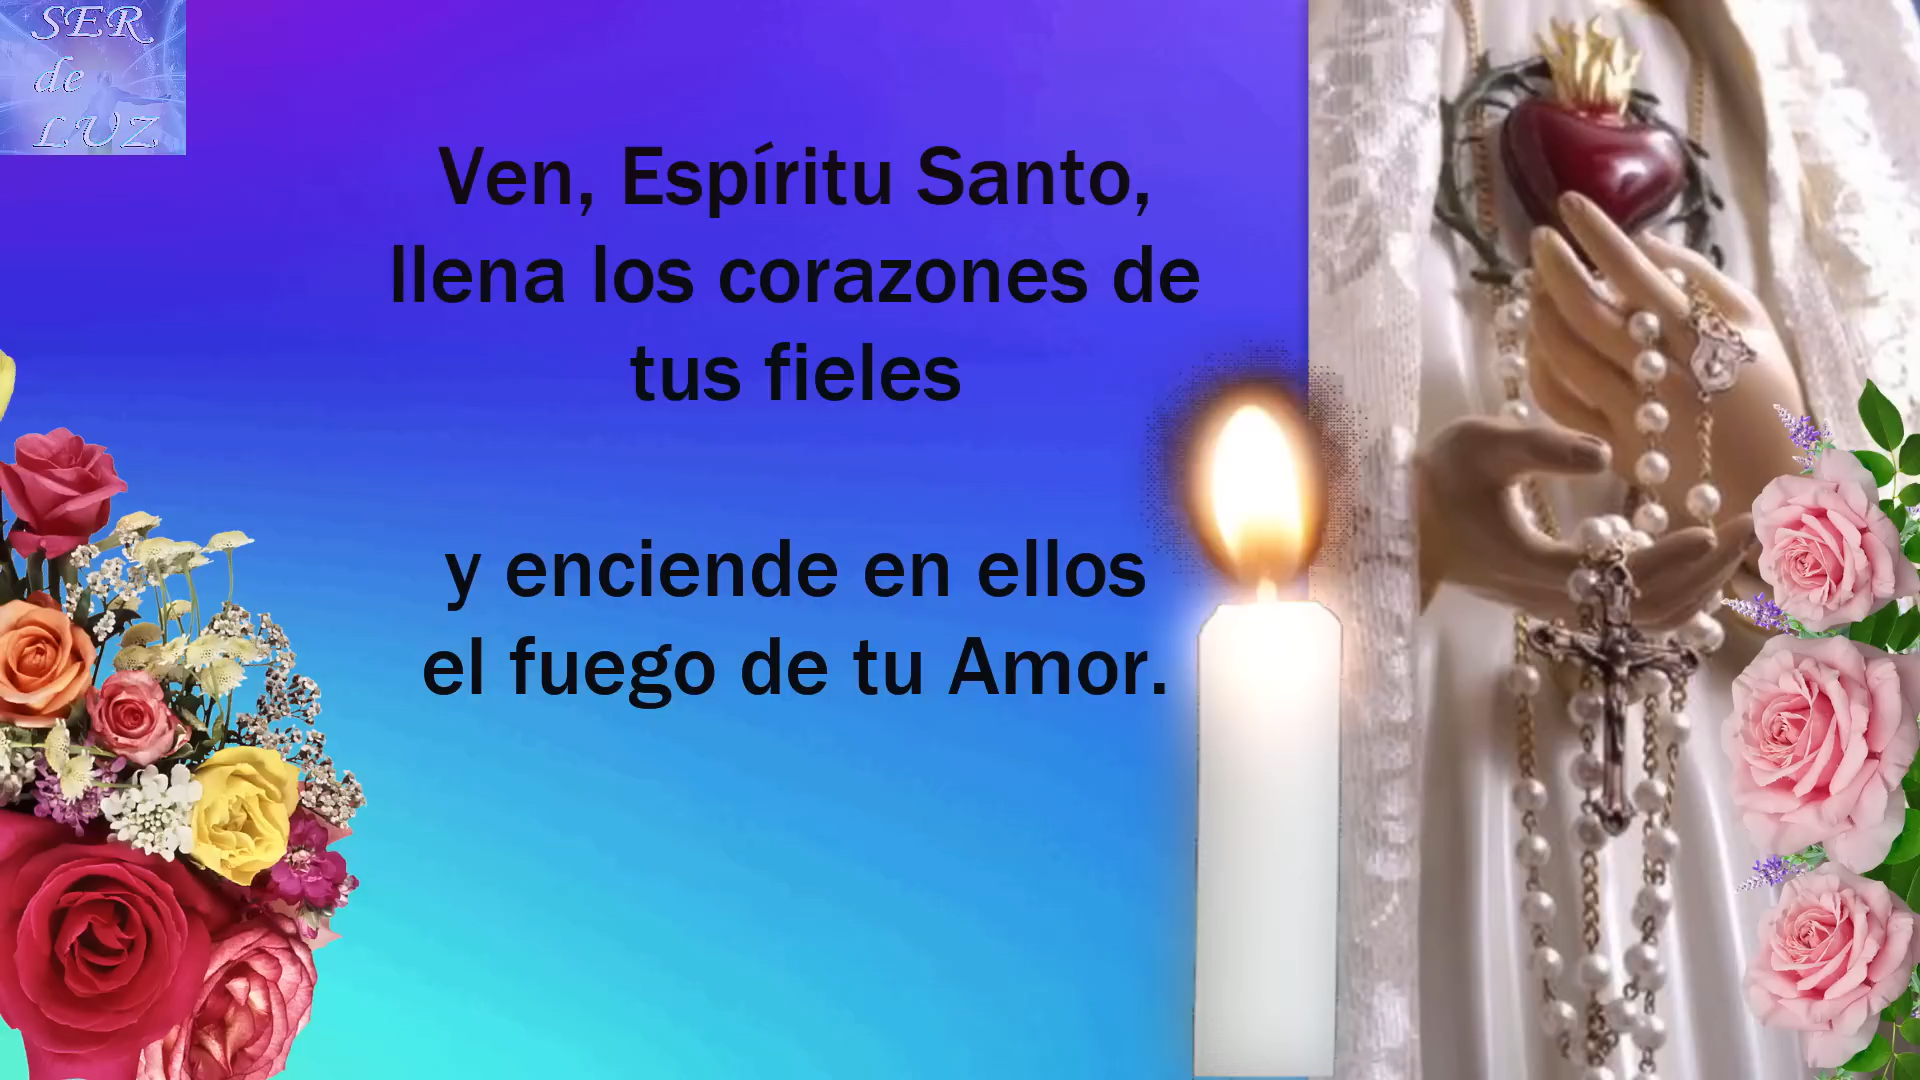 SER
de
LUZ
Ven, Espíritu Santo,
llena los corazones de
tus fieles
y enciende en ellos
el fuego de tu Amor.